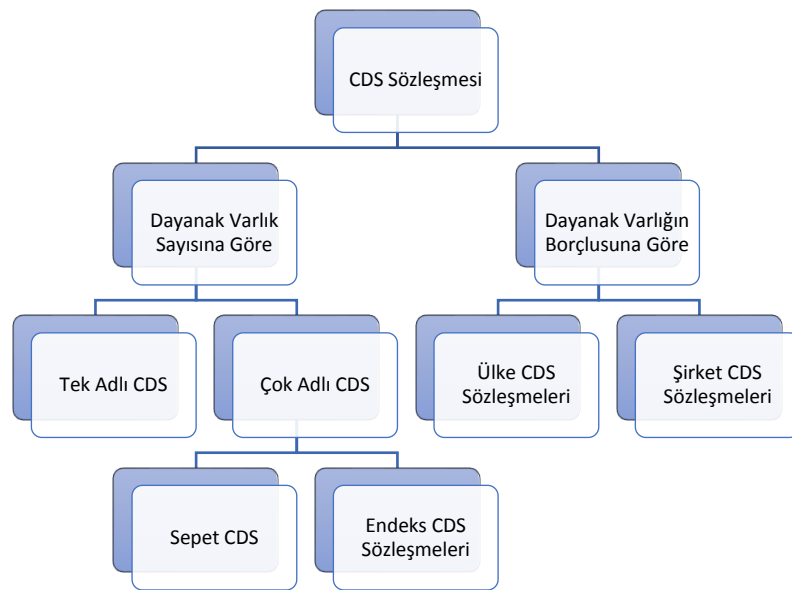 CDS Sözleşmesi
Dayanak Varlık
Sayısına Göre
Dayanak Varlığın
Borçlusuna Göre
Tek Adlı CDS
Çok Adlı CDS
Ülke CDS
Sözleşmeleri
Şirket CDS
Sözleşmeleri
Sepet CDS
Endeks CDS
Sözleşmeleri